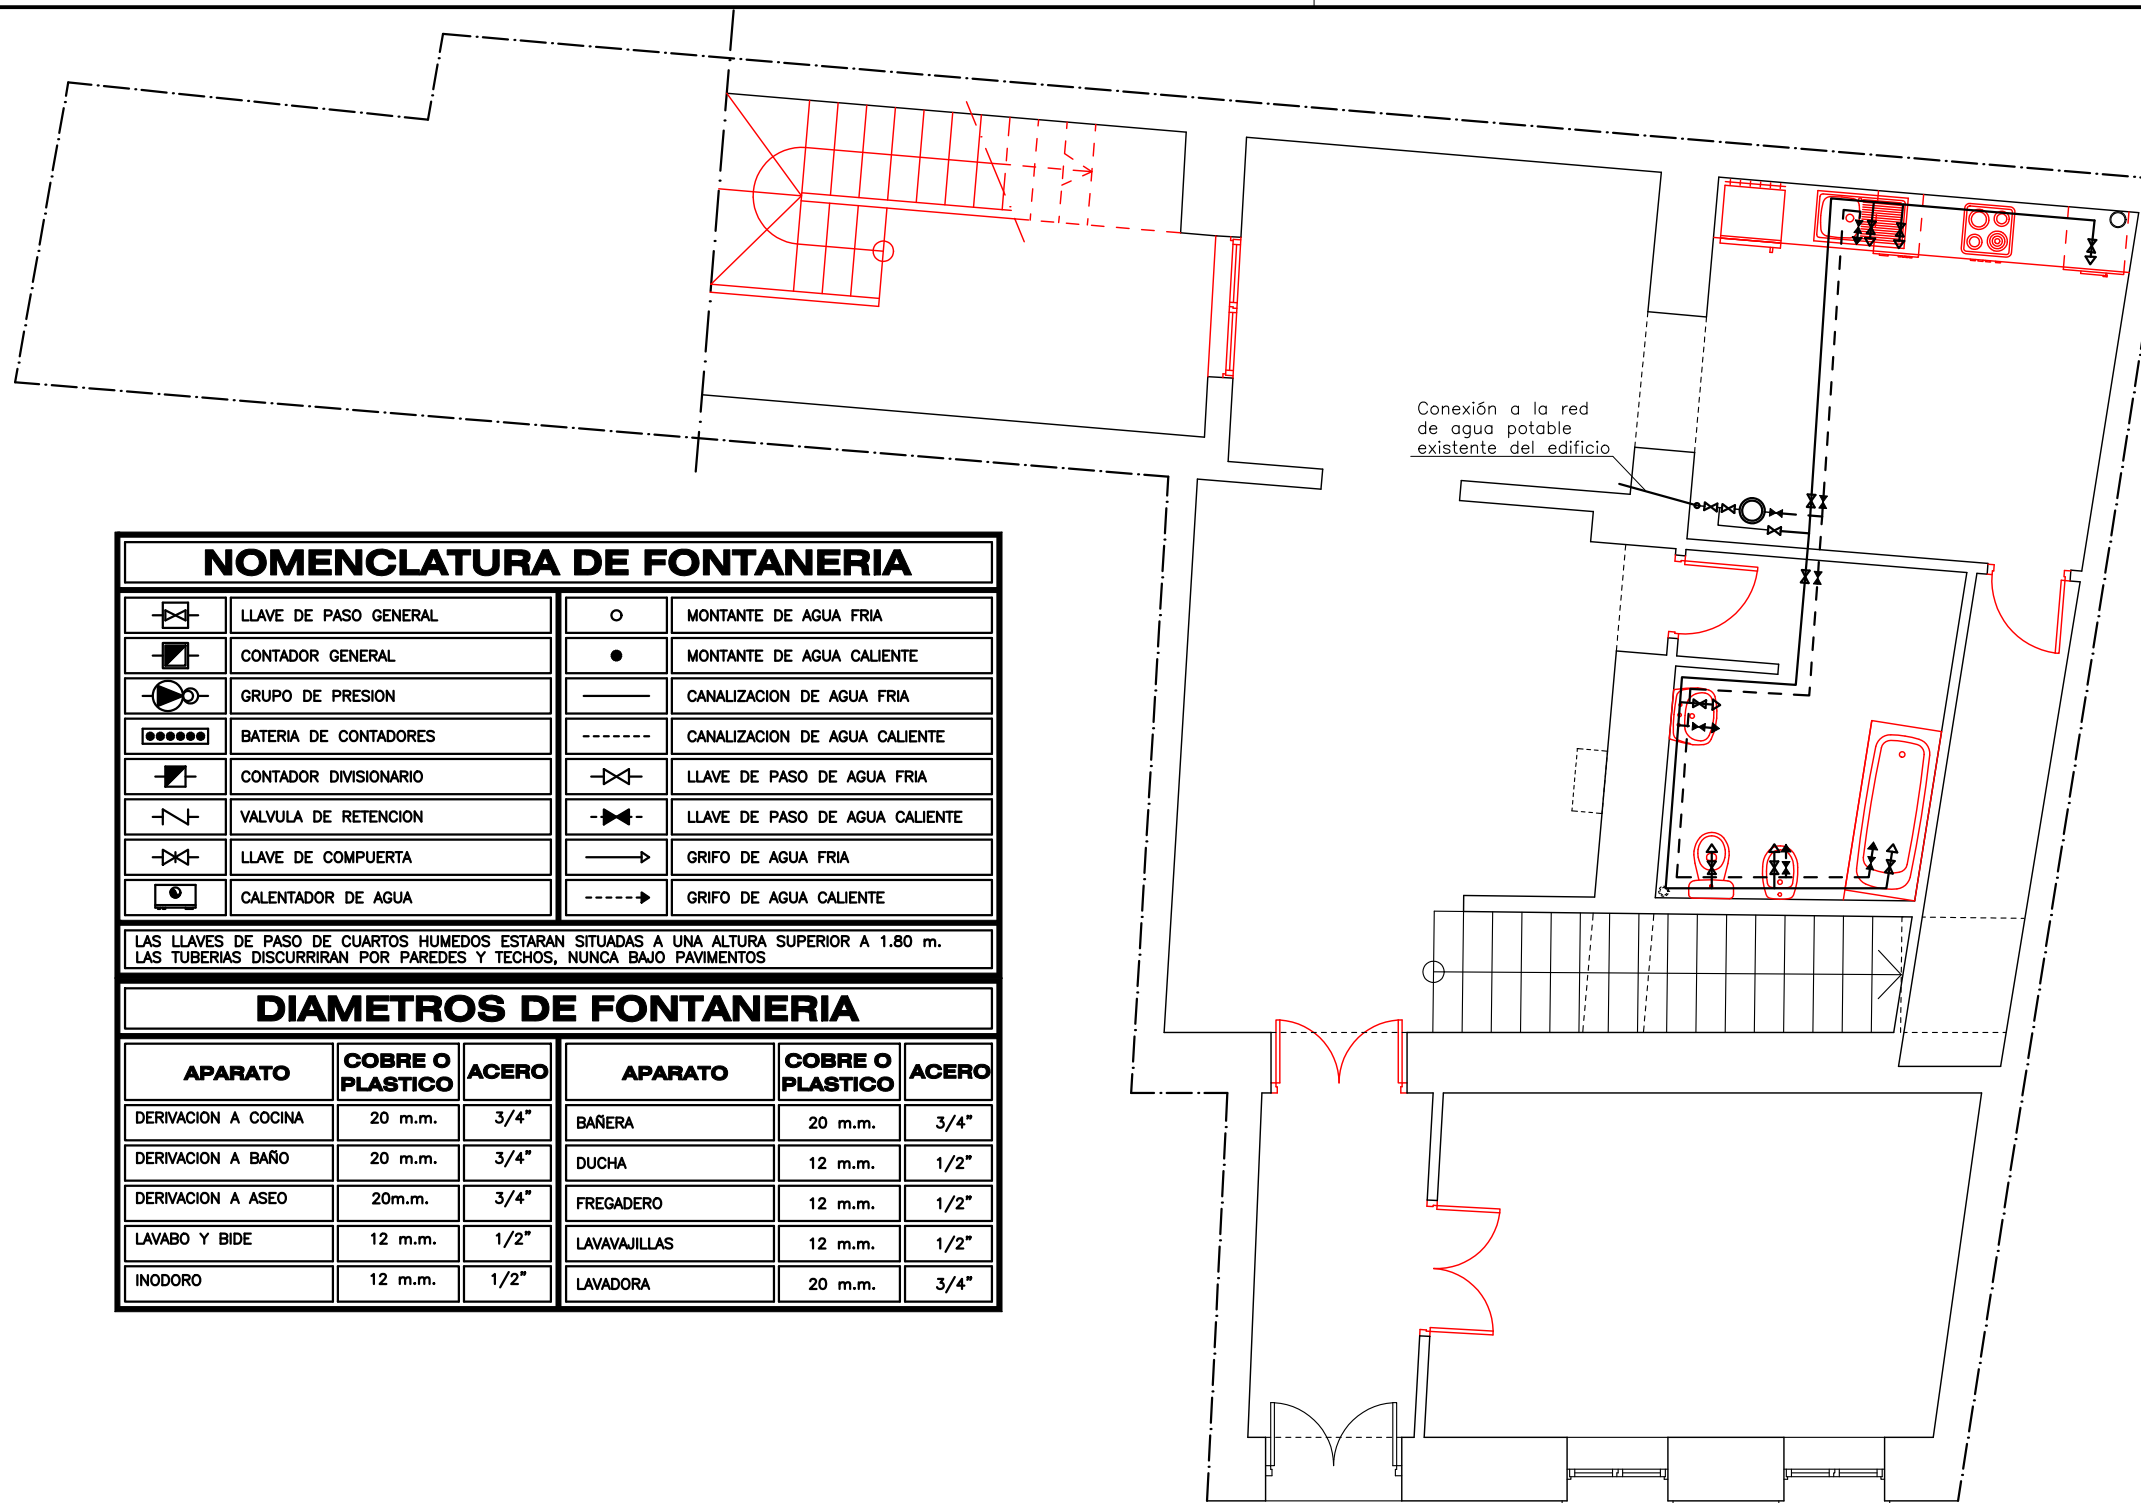 Conexión a la red
de agua potable
existente del edificio
NOMENCLATURA DE FONTANERIA
LLAVE DE PASO GENERAL
MONTANTE DE AGUA FRIA
CONTADOR GENERAL
MONTANTE DE AGUA CALIENTE
GRUPO DE PRESION
CANALIZACION DE AGUA FRIA
BATERIA DE CONTADORES
CANALIZACION DE AGUA CALIENTE
CONTADOR DIVISIONARIO
LLAVE DE PASO DE AGUA FRIA
VALVULA DE RETENCION
LLAVE DE PASO DE AGUA CALIENTE
LLAVE DE COMPUERTA
GRIFO DE AGUA FRIA
CALENTADOR DE AGUA
GRIFO DE AGUA CALIENTE
LAS LLAVES DE PASO DE CUARTOS HUMEDOS ESTARAN SITUADAS A UNA ALTURA SUPERIOR A 1.80 m.
LAS TUBERIAS DISCURRIRAN POR PAREDES Y TECHOS, NUNCA BAJO PAVIMENTOS
DIAMETROS DE FONTANERIA
APARATO COBRE O PLASTICO ACERO APARATO COBRE O PLASTICO ACERO
DERIVACION A COCINA 20 m.m. 3/4" BAÑERA 20 m.m. 3/4"
DERIVACION A BAÑO 20 m.m. 3/4" DUCHA 12 m.m. 1/2"
DERIVACION A ASEO 20m.m. 3/4" FREGADERO 12 m.m. 1/2"
LAVABO Y BIDE 12 m.m. 1/2" LAVAVAJILLAS 12 m.m. 1/2"
INODORO 12 m.m. 1/2" LAVADORA 20 m.m. 3/4"